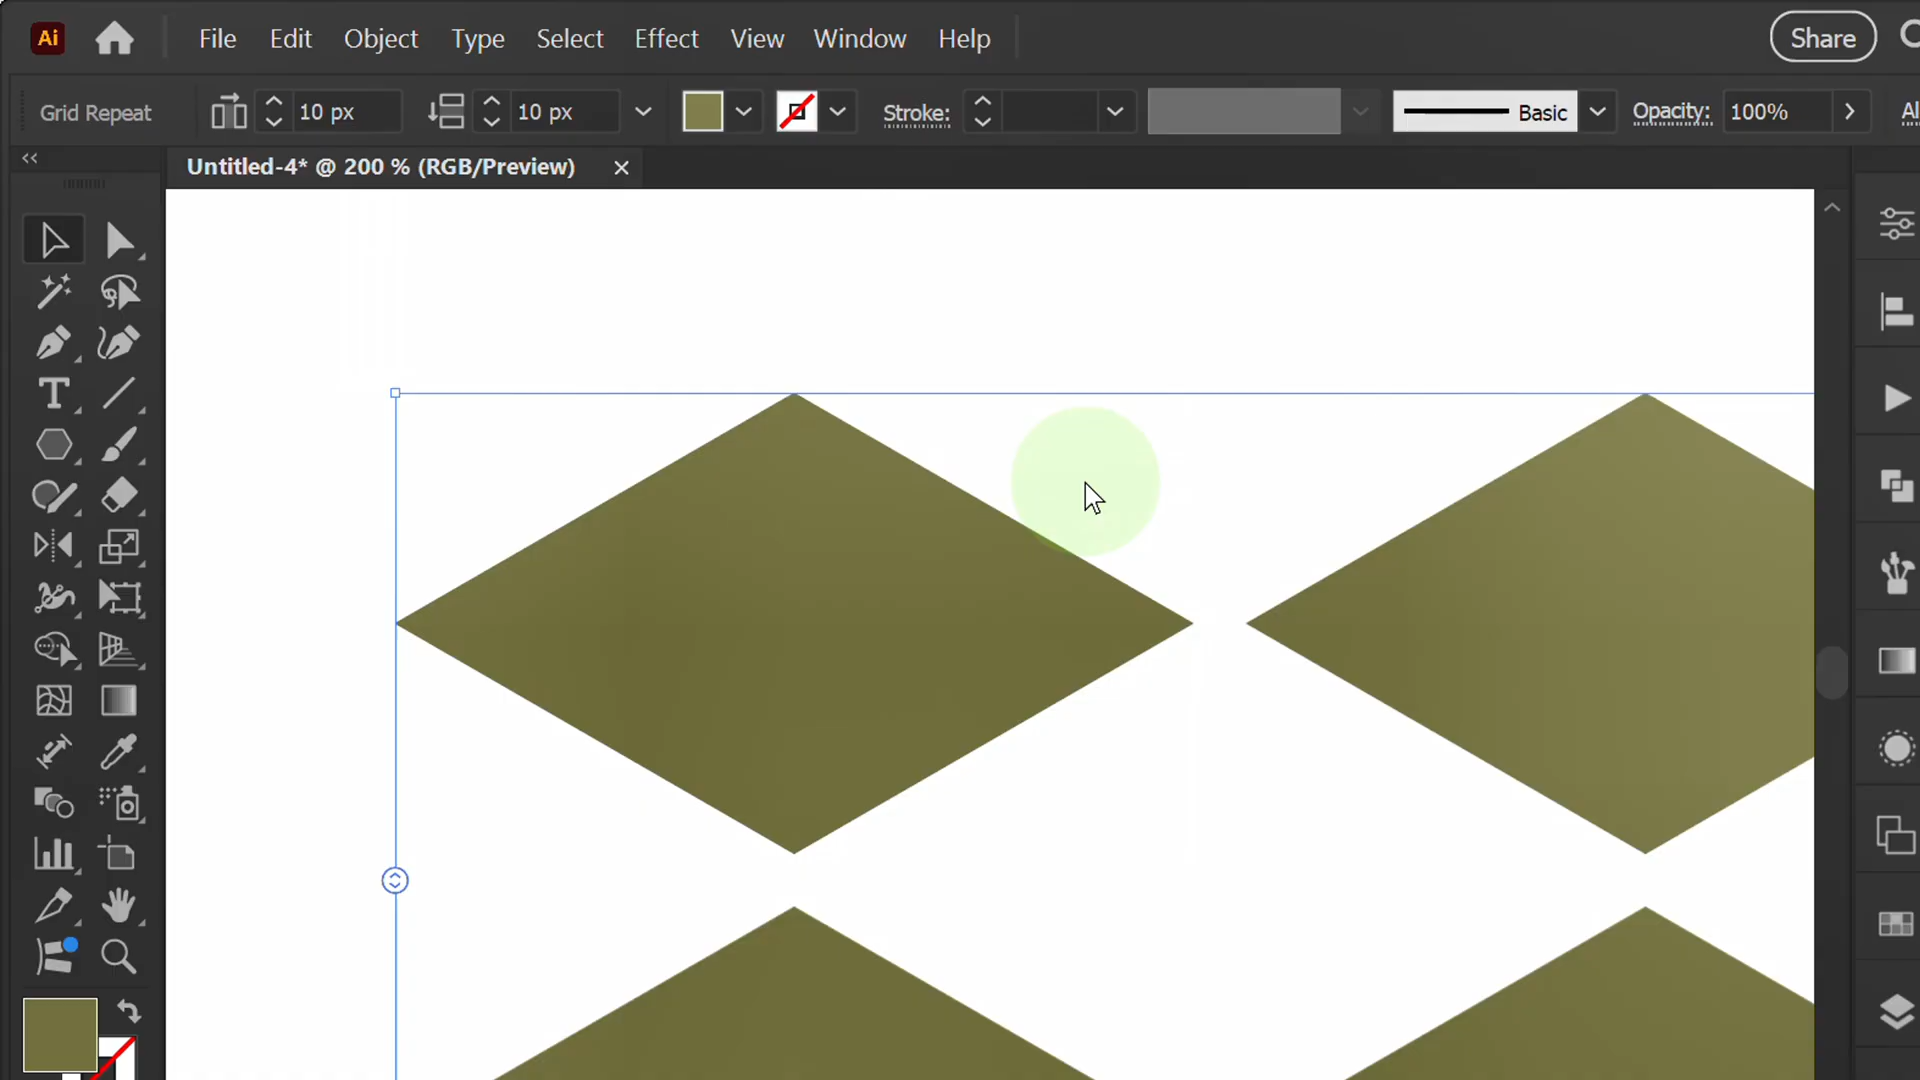 Ai File Edit Object Type Select Effect View Window Help Share
Grid Repeat 10 px 10 px Stroke: Basic Opacity: 100%
Untitled-4* @ 200 % (RGB/Preview)